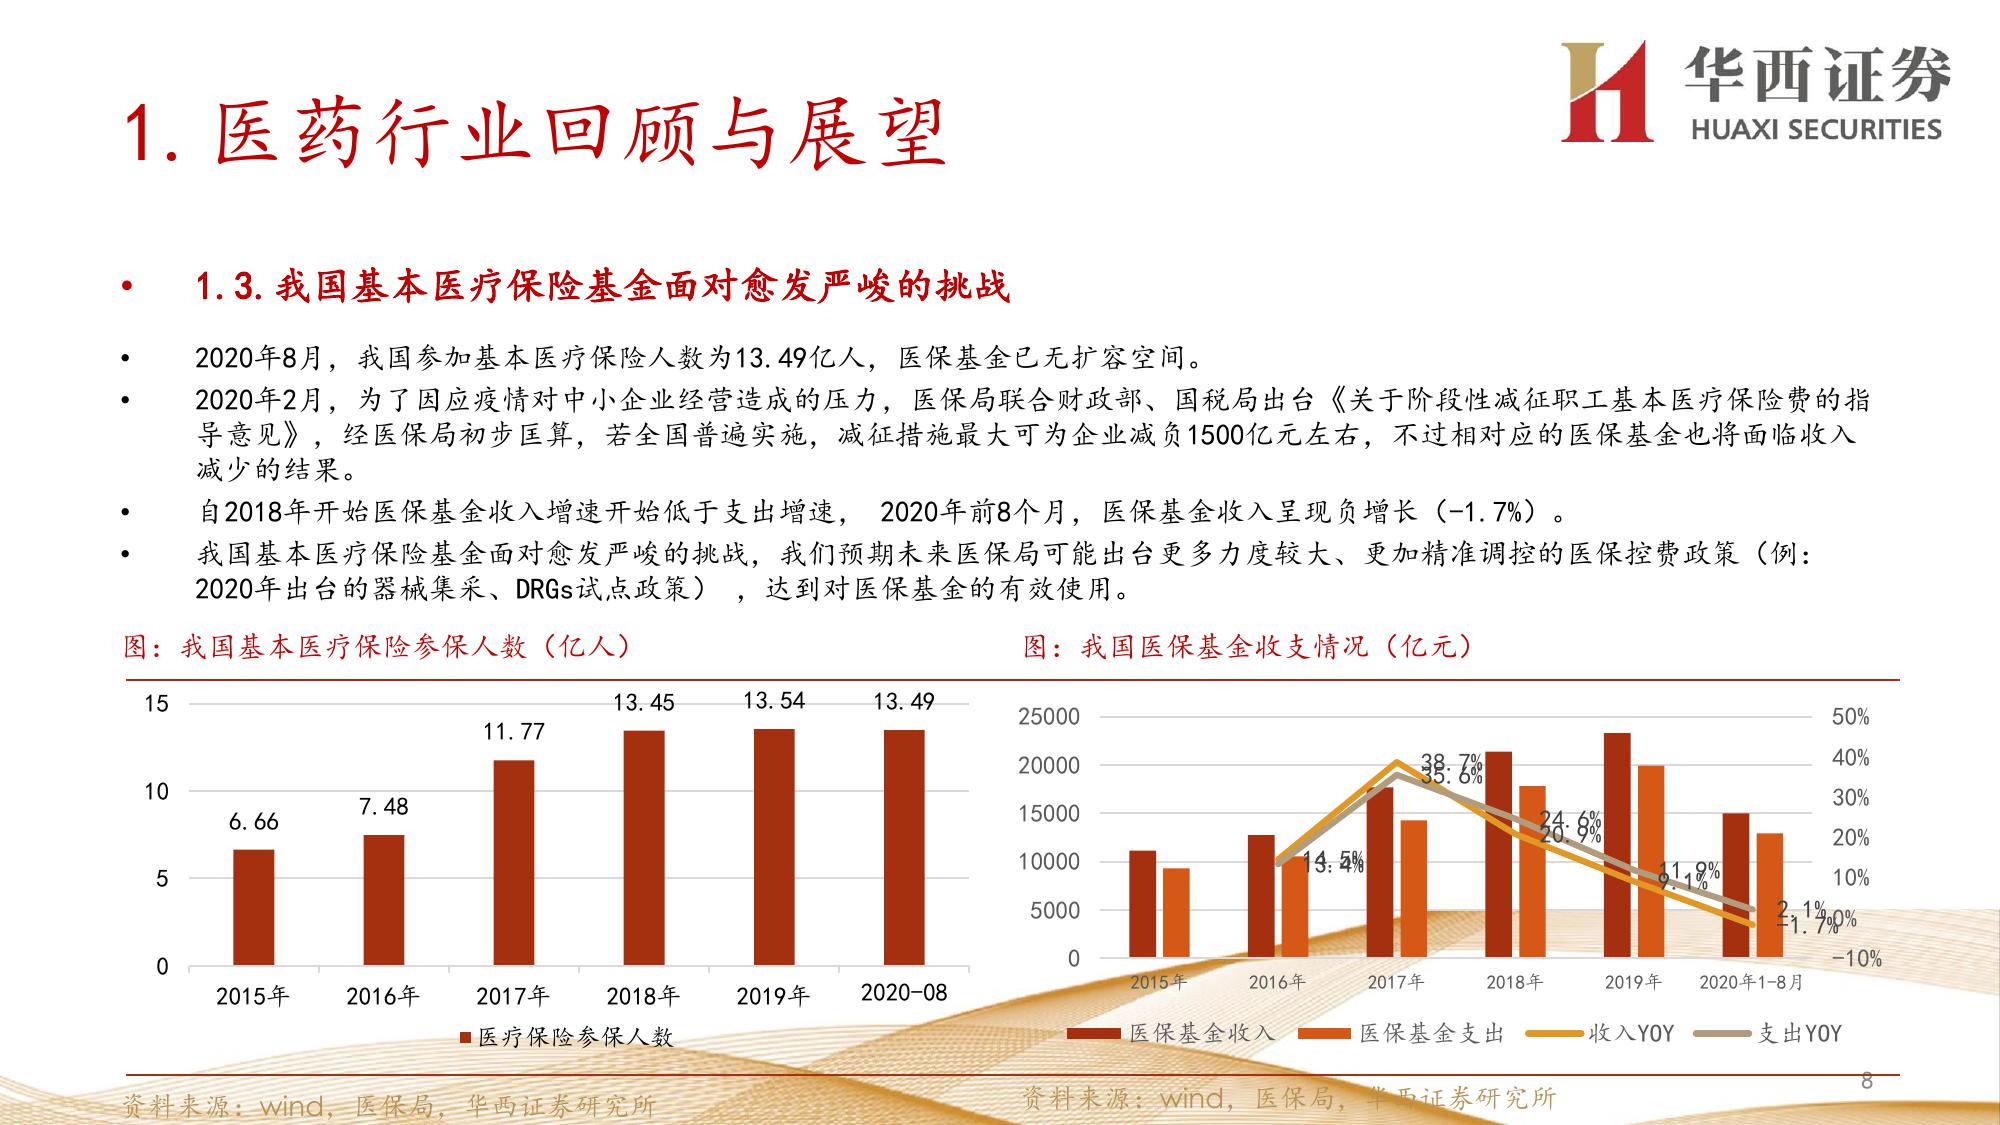 华西证券
HUAXI SECURITIES
1. 医药行业回顾与展望
• 1.3.我国基本医疗保险基金面对愈发严峻的挑战
• 2020年8月，我国参加基本医疗保险人数为13.49亿人，医保基金已无扩容空间。
• 2020年2月，为了因应疫情对中小企业经营造成的压力，医保局联合财政部、国税局出台《关于阶段性减征职工基本医疗保险费的指
导意见》，经医保局初步匡算，若全国普遍实施，减征措施最大可为企业减负1500亿元左右，不过相对应的医保基金也将面临收入
减少的结果。
• 自2018年开始医保基金收入增速开始低于支出增速， 2020年前8个月，医保基金收入呈现负增长（-1.7%）。
• 我国基本医疗保险基金面对愈发严峻的挑战，我们预期未来医保局可能出台更多力度较大、更加精准调控的医保控费政策（例：
2020年出台的器械集采、DRGs试点政策） ，达到对医保基金的有效使用。
图：我国基本医疗保险参保人数（亿人）
15
10
5
0
6.66
7.48
11.77
13.45
13.54
13.49
2015年
2016年
2017年
2018年
2019年
2020-08
医疗保险参保人数
资料来源：wind，医保局，华西证券研究所
图：我国医保基金收支情况（亿元）
25000
20000
15000
10000
5000
0
50%
40%
30%
20%
10%
0%
-10%
14.5%
13.4%
38.7%
35.6%
24.6%
20.9%
11.9%
9.1%
2.1%
-1.7%
2015年
2016年
2017年
2018年
2019年
2020年1-8月
医保基金收入
医保基金支出
收入YOY
支出YOY
资料来源：wind，医保局，华西证券研究所
8